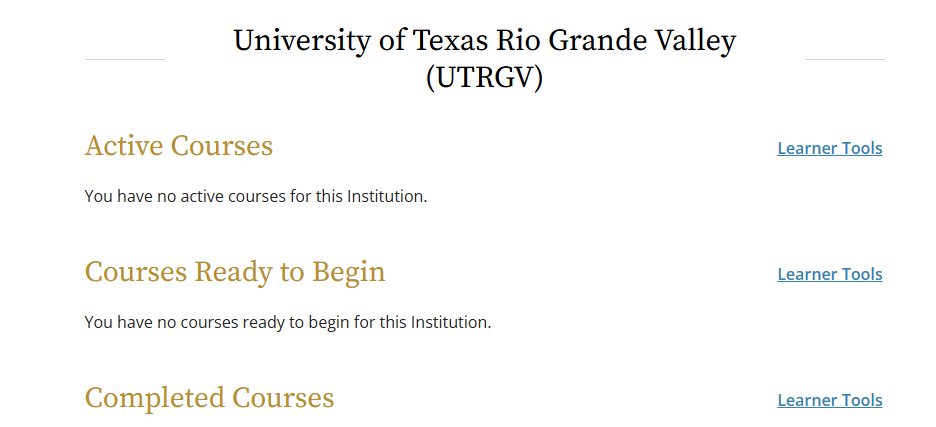 University of Texas Rio Grande Valley
(UTRGV)
Active Courses
Learner Tools
You have no active courses for this Institution.
Courses Ready to Begin
Learner Tools
You have no courses ready to begin for this Institution.
Completed Courses
Learner Tools